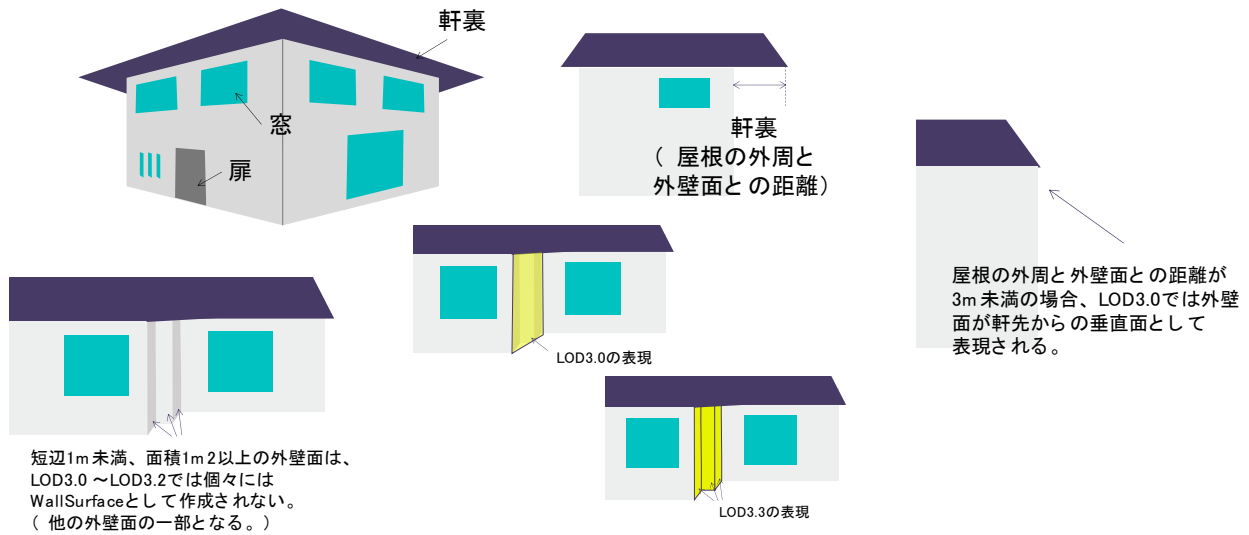 軒裏
窓
扉
軒裏
( 屋根の外周と
外壁面との距離)
屋根の外周と外壁面との距離が
3m未満の場合、LOD3.0では外壁
面が軒先からの垂直面として
表現される。
LOD3.0の表現
短辺1m未満、面積1m2以上の外壁面は、
LOD3.0 ～LOD3.2では個々には
WallSurfaceとして作成されない。
( 他の外壁面の一部となる。)
LOD3.3の表現